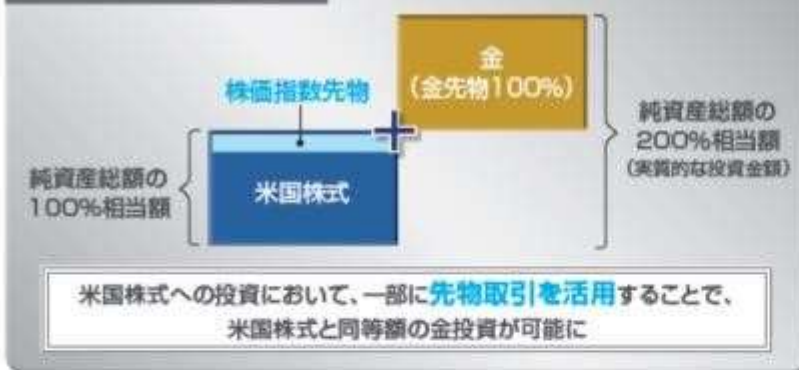 金
(金先物100%)
株価指数先物
純資産総額の
200%相当額
(実質的な投資金額)
純資産総額の
100%相当額
米国株式
米国株式への投資において、一部に先物取引を活用することで、
米国株式と同等額の金投資が可能に